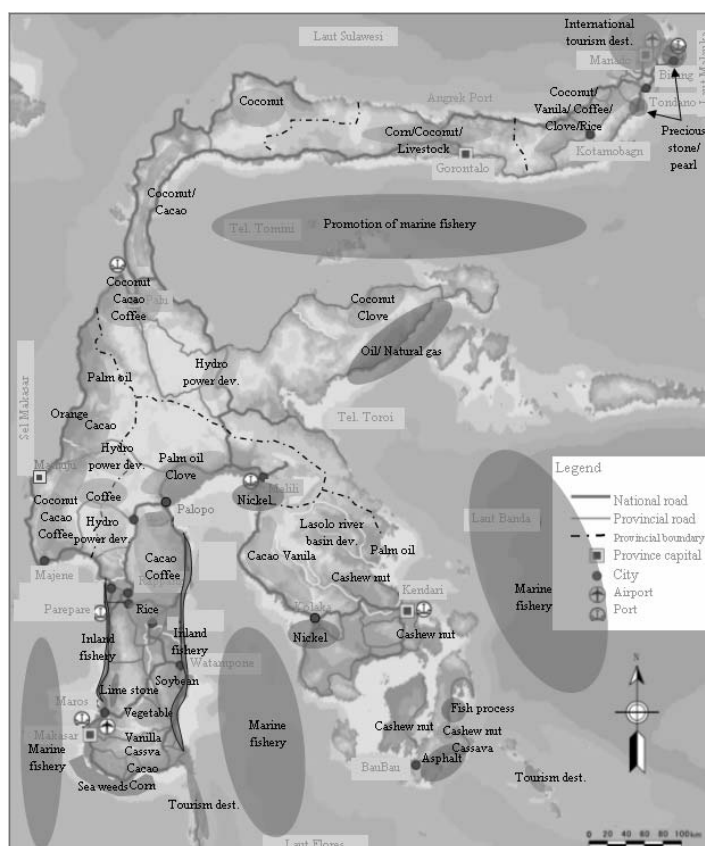 International
tourism dest.
Laut Sulawesi
Manado
Bitung
Coconut
Angrek Port
Coconut/
Vanila/ Coffee/
Clove/Rice
Tondano
Corn/Coconut/
Livestock
Precious
stone/
pearl
Kotamobagn
Gorontalo
Coconut/
Cacao
Tel. Tomini
Promotion of marine fishery
Coconut
Cacao
Coffee
Palu
Coconut
Clove
Oil/ Natural gas
Hydro
power dev.
Palm oil
Sel Makasar
Tel. Toroi
Orange
Cacao
Hydro
power dev.
Palm oil
Clove
Mamuju
Malili
Nickel
Coconut
Cacao
Coffee
Coffee
Palopo
Hydro
power dev.
Lasolo river
basin dev.
Laut Banda
Legend
National road
Provincial road
Provincial boundary
Province capital
City
Airport
Port
Cacao
Coffee
Cacao Vanila
Palm oil
Majene
Cashew nut
Kendari
Marine
fishery
Parepare
Rice
Kolaka
Nickel
Cashew nut
Inland
fishery
Inland
fishery
Watampone
Soybean
Lime stone
Maros
Vegetable
Fish process
Makasar
Vanilla
Cassva
Marine
fishery
Marine
fishery
Cashew nut
Cashew nut
Cassava
Cacao
BauBau
Asphalt
Sea weeds
Corn
Tourism dest.
Tourism dest.
Laut Flores
N
0 20 40 60 80 100km